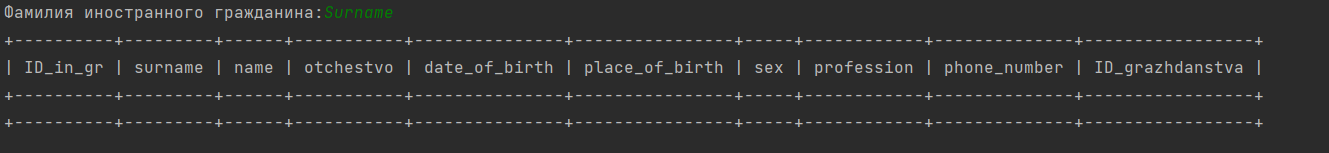 Фамилия иностранного гражданина:Surname
+----------+---------+------+-----------+---------------+----------------+-----+------------+--------------+-----------------+
| ID_in_gr | surname | name | otchestvo | date_of_birth | place_of_birth | sex | profession | phone_number | ID_grazhdanstva |
+----------+---------+------+-----------+---------------+----------------+-----+------------+--------------+-----------------+
+----------+---------+------+-----------+---------------+----------------+-----+------------+--------------+-----------------+